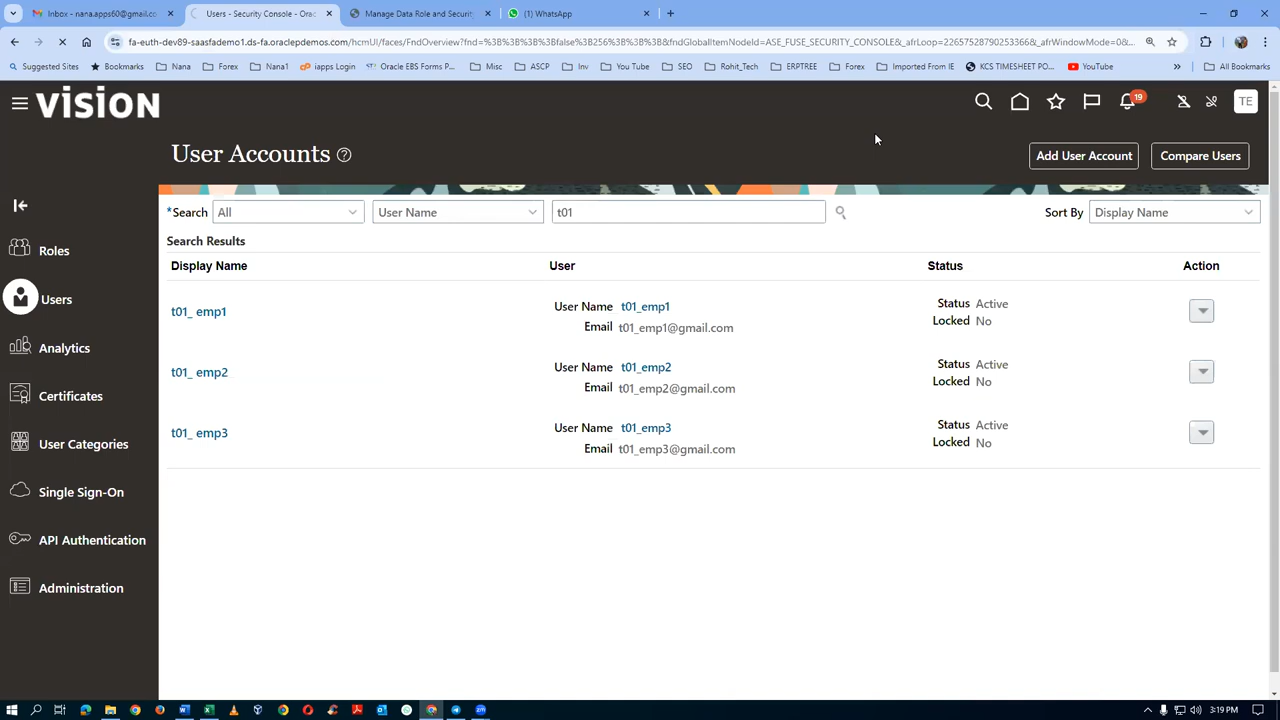 Inbox - nana.apps60@gmail.co
Users - Security Console - Orac
Manage Data Role and Security
(1) WhatsApp
fa-euth-dev89-saasfademo1.ds-fa.oraclepdemos.com/hcmUI/faces/FndOverview?fnd=%3B%3B%3B%3Bfalse%3B256%3B%3B%3B&fndGlobalItemNodeId=ASE_FUSE_SECURITY_CONSOLE&_afrLoop=22657528790253366&_afrWindowMode=0&...
Suggested Sites
Bookmarks
Nana
Forex
Nana1
iapps Login
Oracle EBS Forms P...
Misc
ASCP
Inv
You Tube
SEO
Rohit_Tech
ERPTREE
Forex
Imported From IE
KCS TIMESHEET PO...
YouTube
All Bookmarks
VISION
19
TE
User Accounts
Add User Account
Compare Users
*Search All
User Name
t01
Sort By Display Name
Search Results
Display Name User Status Action
t01_ emp1
User Name t01_emp1
Email t01_emp1@gmail.com
Status Active
Locked No
t01_ emp2
User Name t01_emp2
Email t01_emp2@gmail.com
Status Active
Locked No
t01_ emp3
User Name t01_emp3
Email t01_emp3@gmail.com
Status Active
Locked No
Roles
Users
Analytics
Certificates
User Categories
Single Sign-On
API Authentication
Administration
3:19 PM